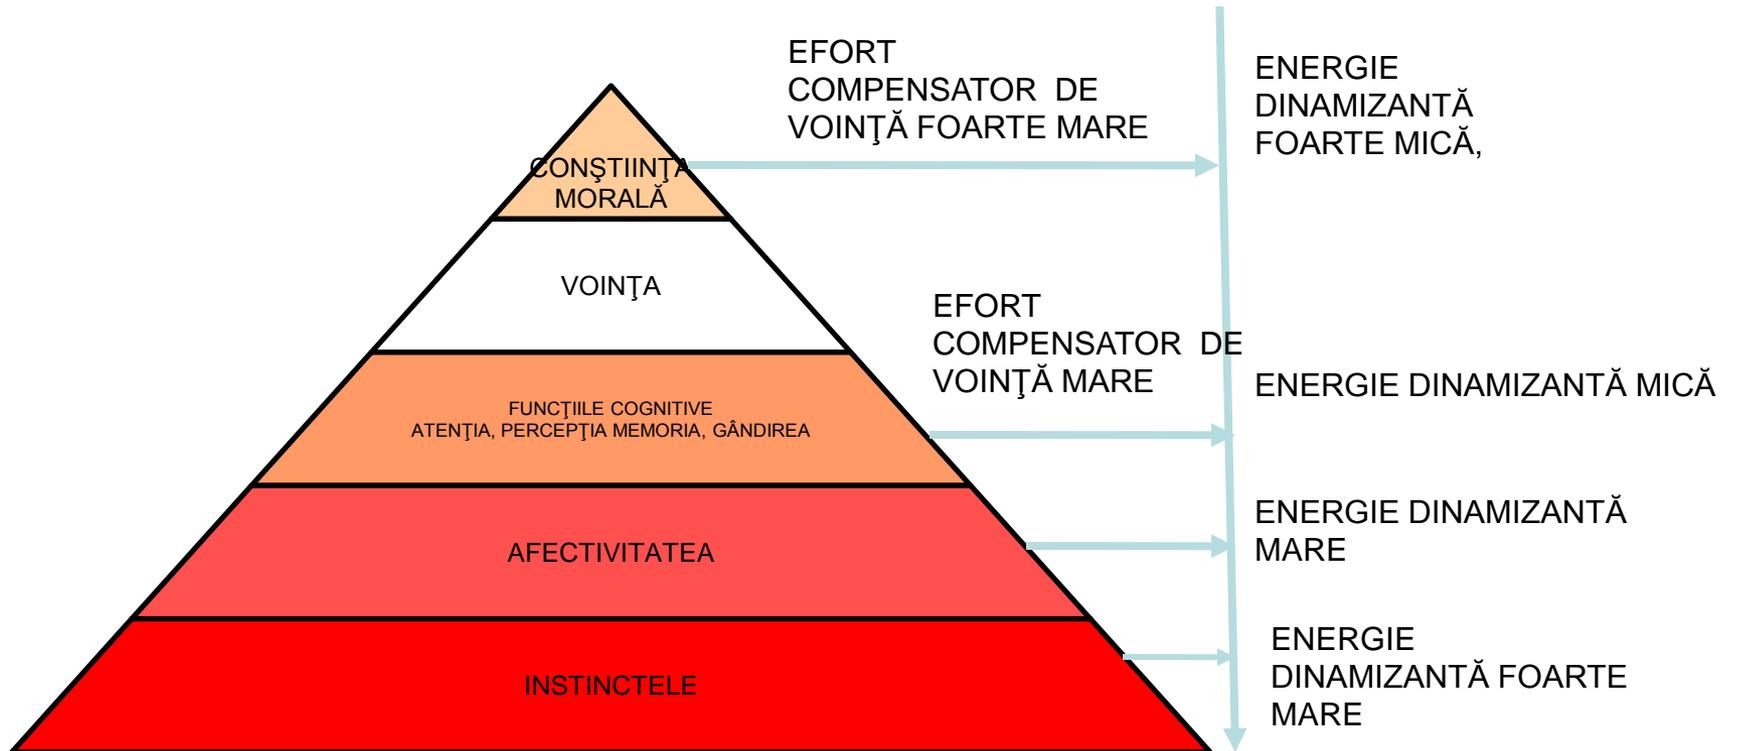 EFORT
COMPENSATOR DE
VOINŢĂ FOARTE MARE
ENERGIE
DINAMIZANTĂ
FOARTE MICĂ,
CONŞTIINŢA
MORALĂ
VOINŢA
EFORT
COMPENSATOR DE
VOINŢĂ MARE
ENERGIE DINAMIZANTĂ MICĂ
FUNCŢIILE COGNITIVE
ATENŢIA, PERCEPŢIA MEMORIA, GÂNDIREA
ENERGIE DINAMIZANTĂ
MARE
AFECTIVITATEA
ENERGIE
DINAMIZANTĂ FOARTE
MARE
INSTINCTELE